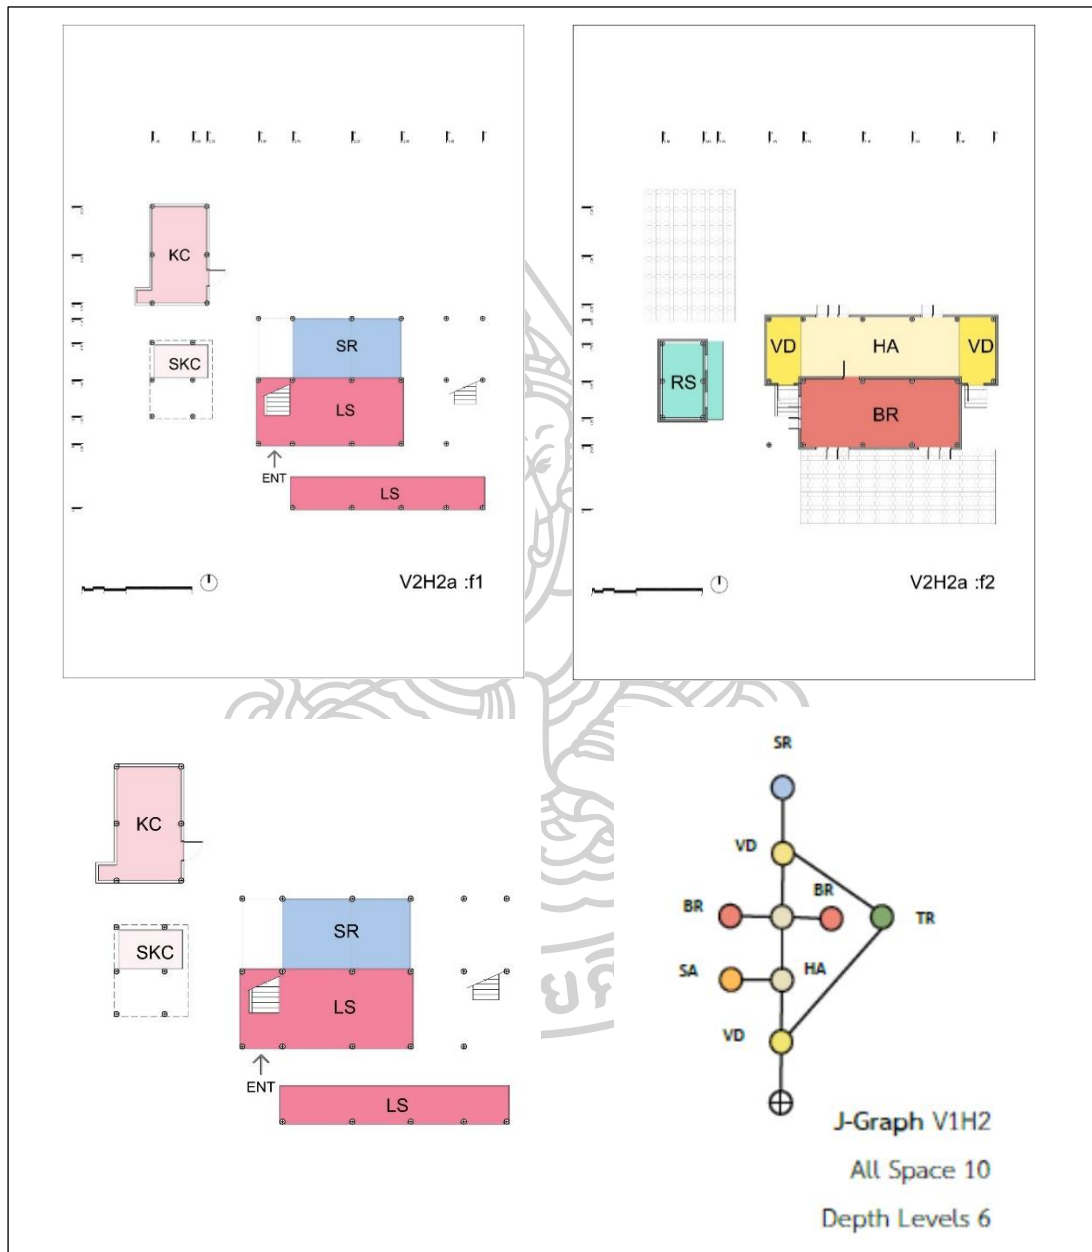 KC
SR
SKC
LS
ENT
LS
V2H2a :f1
VD
HA
VD
RS
BR
V2H2a :f2
KC
SR
SKC
LS
ENT
LS
SR
VD
BR
BR
TR
SA
HA
VD
J-Graph V1H2
All Space 10
Depth Levels 6